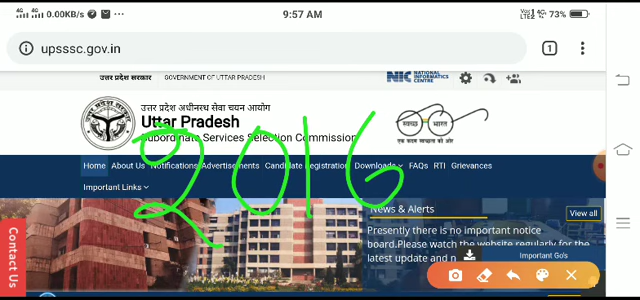 4G 4G 0.00KB/s ••• 9:57 AM Vo)) 1 LTE2 4G 73%
upsssc.gov.in 1
उत्तर प्रदेश सरकार GOVERNMENT OF UTTAR PRADESH NIC NATIONAL INFORMATICS CENTRE
उत्तर प्रदेश अधीनस्थ सेवा चयन आयोग
Uttar Pradesh
Subordinate Services Selection Commission
स्वच्छ भारत
एक कदम स्वच्छता की ओर
2016
Home About Us Notifications/Advertisements Candidate Registration Downloads FAQs RTI Grievances
Important Links
Contact Us
News & Alerts View all
Presently there is no important notice
board.Please watch the website regularly for the
latest update and n
Important Go's